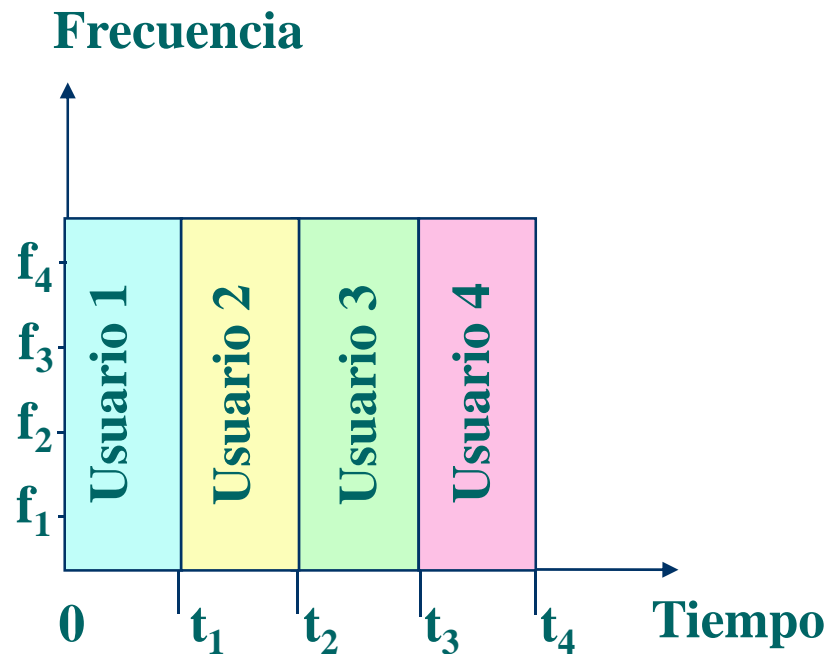 Frecuencia
f4
f3
f2
f1
Usuario 1
Usuario 2
Usuario 3
Usuario 4
0
t1
t2
t3
t4
Tiempo